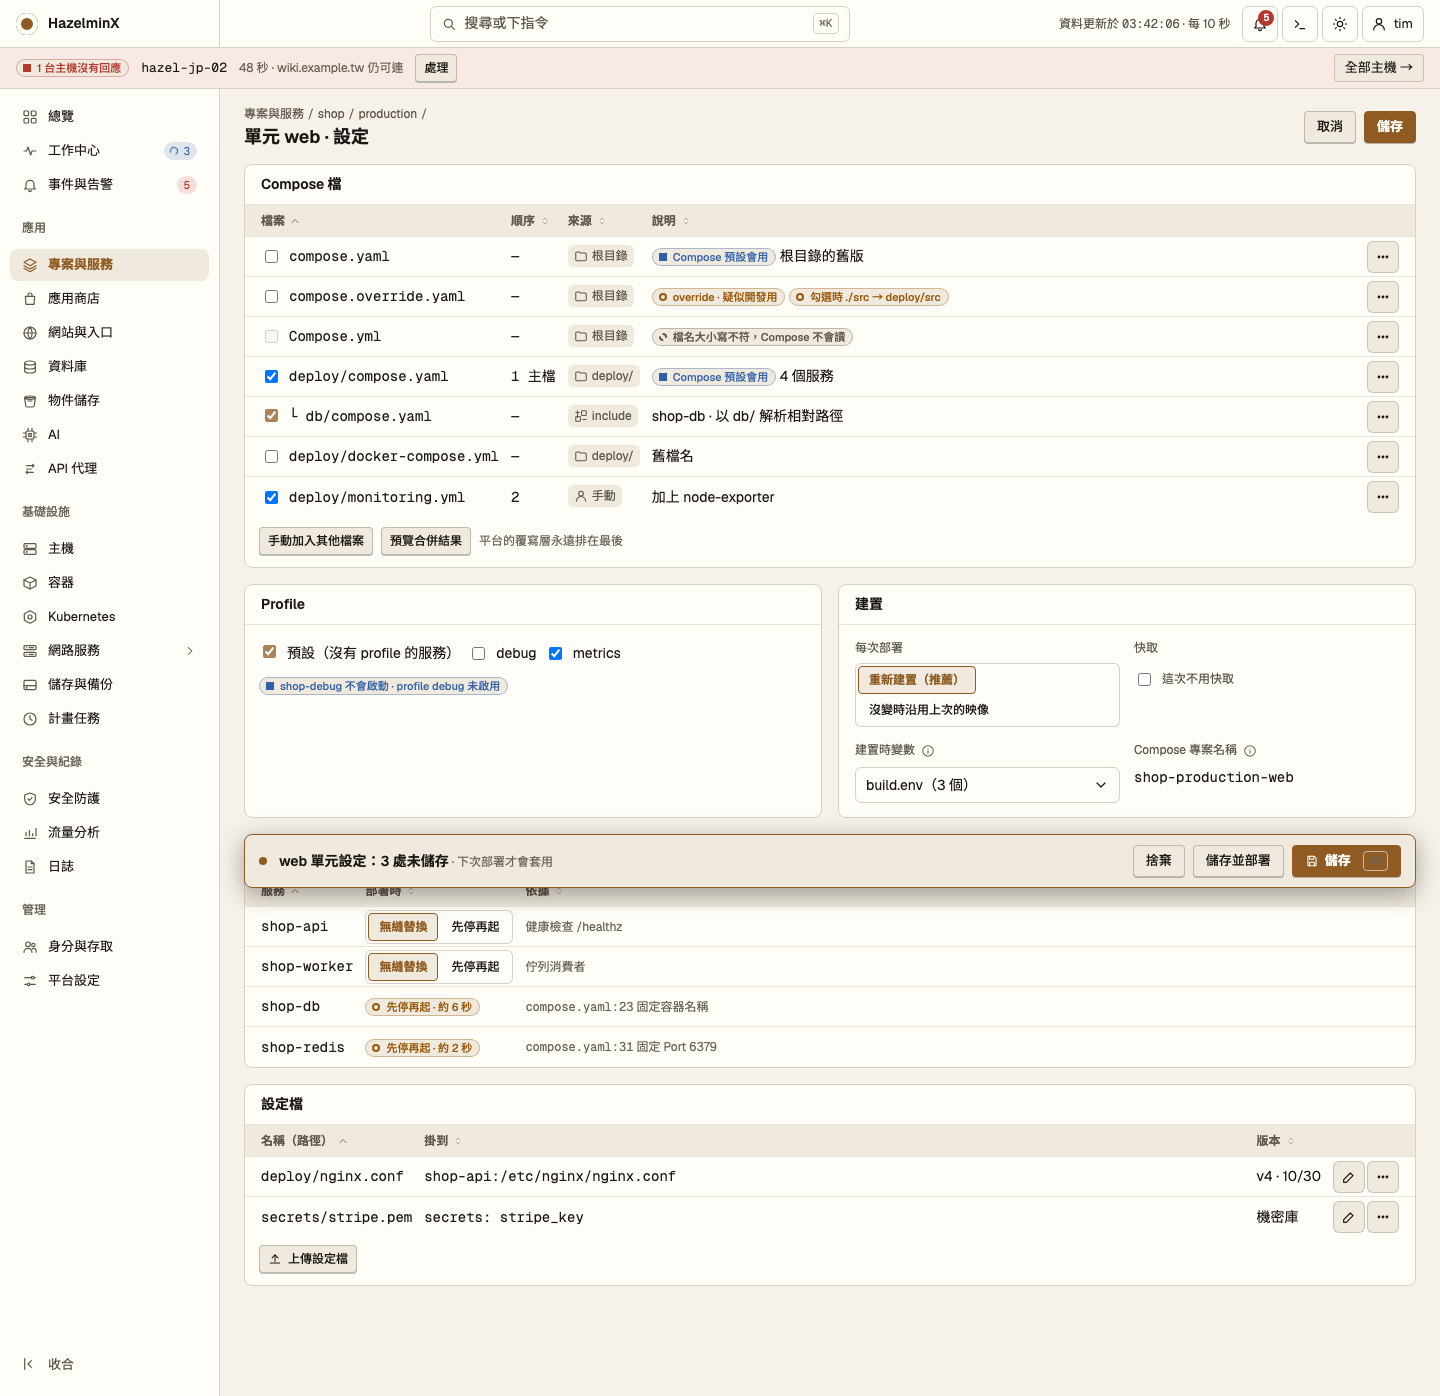 HazelminX
搜尋或下指令
⌘K
資料更新於 03:42:06 · 每 10 秒
5
tim
1 台主機沒有回應
hazel-jp-02
48 秒 · wiki.example.tw 仍可連
處理
全部主機 →
總覽
工作中心
3
事件與告警
5
應用
專案與服務
應用商店
網站與入口
資料庫
物件儲存
AI
API 代理
基礎設施
主機
容器
Kubernetes
網路服務
儲存與備份
計畫任務
安全與紀錄
安全防護
流量分析
日誌
管理
身分與存取
平台設定
收合
專案與服務 / shop / production /
單元 web · 設定
取消
儲存
Compose 檔
檔案 順序 來源 說明
compose.yaml – 根目錄 Compose 預設會用 根目錄的舊版
compose.override.yaml – 根目錄 override · 疑似開發用 勾選時 ./src → deploy/src
Compose.yml – 根目錄 檔名大小寫不符，Compose 不會讀
deploy/compose.yaml 1 主檔 deploy/ Compose 預設會用 4 個服務
└ db/compose.yaml – include shop-db · 以 db/ 解析相對路徑
deploy/docker-compose.yml – deploy/ 舊檔名
deploy/monitoring.yml 2 手動 加上 node-exporter
手動加入其他檔案 預覽合併結果 平台的覆寫層永遠排在最後
Profile
預設（沒有 profile 的服務） debug metrics
shop-debug 不會啟動 · profile debug 未啟用
建置
每次部署
重新建置（推薦）
沒變時沿用上次的映像
快取
這次不用快取
建置時變數
build.env（3 個）
Compose 專案名稱
shop-production-web
web 單元設定：3 處未儲存 · 下次部署才會套用
捨棄
儲存並部署
儲存
服務 部署時 依據
shop-api 無縫替換 先停再起 健康檢查 /healthz
shop-worker 無縫替換 先停再起 佇列消費者
shop-db 先停再起 · 約 6 秒 compose.yaml:23 固定容器名稱
shop-redis 先停再起 · 約 2 秒 compose.yaml:31 固定 Port 6379
設定檔
名稱（路徑） 掛到 版本
deploy/nginx.conf shop-api:/etc/nginx/nginx.conf v4 · 10/30
secrets/stripe.pem secrets: stripe_key 機密庫
上傳設定檔